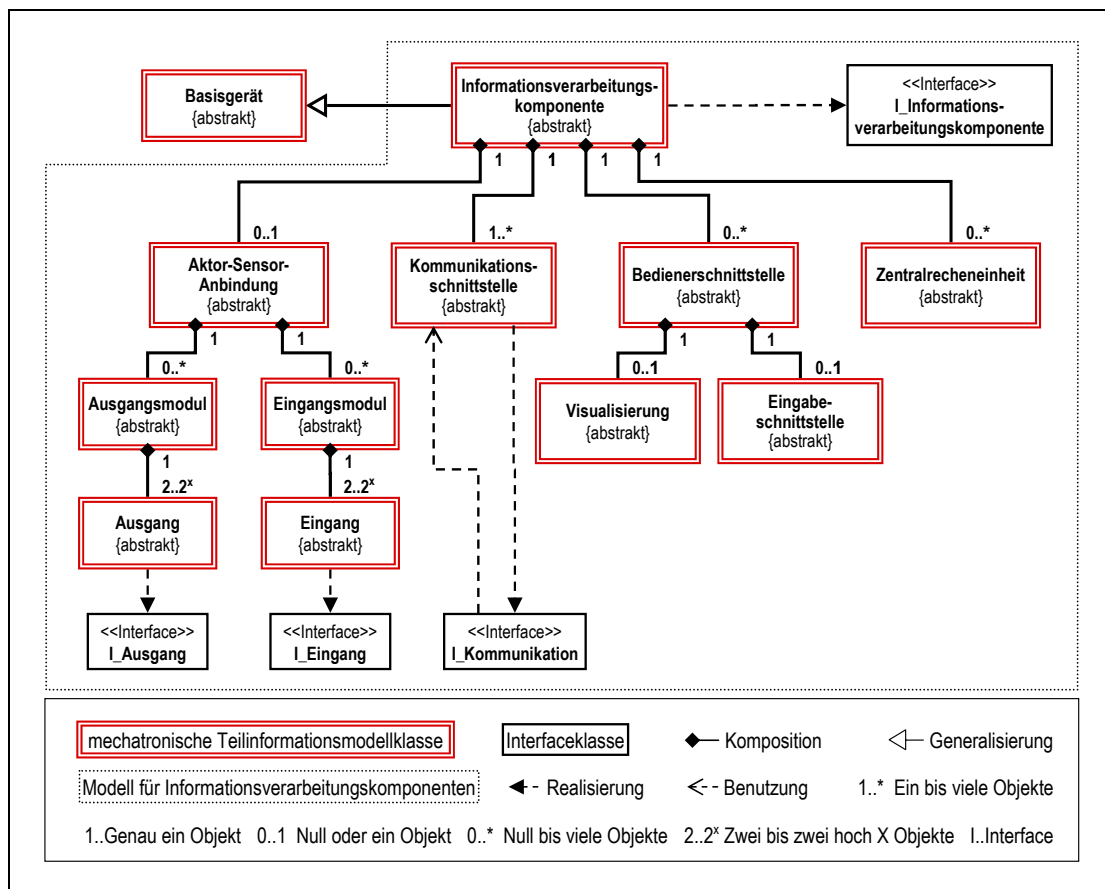 Basisgerät
{abstrakt}
Informationsverarbeitungs-
komponente
{abstrakt}
<<Interface>>
I_Informations-
verarbeitungskomponente
1 1 1 1
0..1 1..* 0..* 0..*
Aktor-Sensor-
Anbindung
{abstrakt}
Kommunikations-
schnittstelle
{abstrakt}
Bedienerschnittstelle
{abstrakt}
Zentralrecheneinheit
{abstrakt}
1 1 1 1
0..* 0..* 0..1 0..1
Ausgangsmodul
{abstrakt}
Eingangsmodul
{abstrakt}
Visualisierung
{abstrakt}
Eingabe-
schnittstelle
{abstrakt}
1 1
2..2ˣ 2..2ˣ
Ausgang
{abstrakt}
Eingang
{abstrakt}
<<Interface>>
I_Ausgang
<<Interface>>
I_Eingang
<<Interface>>
I_Kommunikation
mechatronische Teilinformationsmodellklasse
Interfaceklasse
Komposition
Generalisierung
Modell für Informationsverarbeitungskomponenten
Realisierung
Benutzung
1..* Ein bis viele Objekte
1..Genau ein Objekt 0..1 Null oder ein Objekt 0..* Null bis viele Objekte 2..2ˣ Zwei bis zwei hoch X Objekte I..Interface